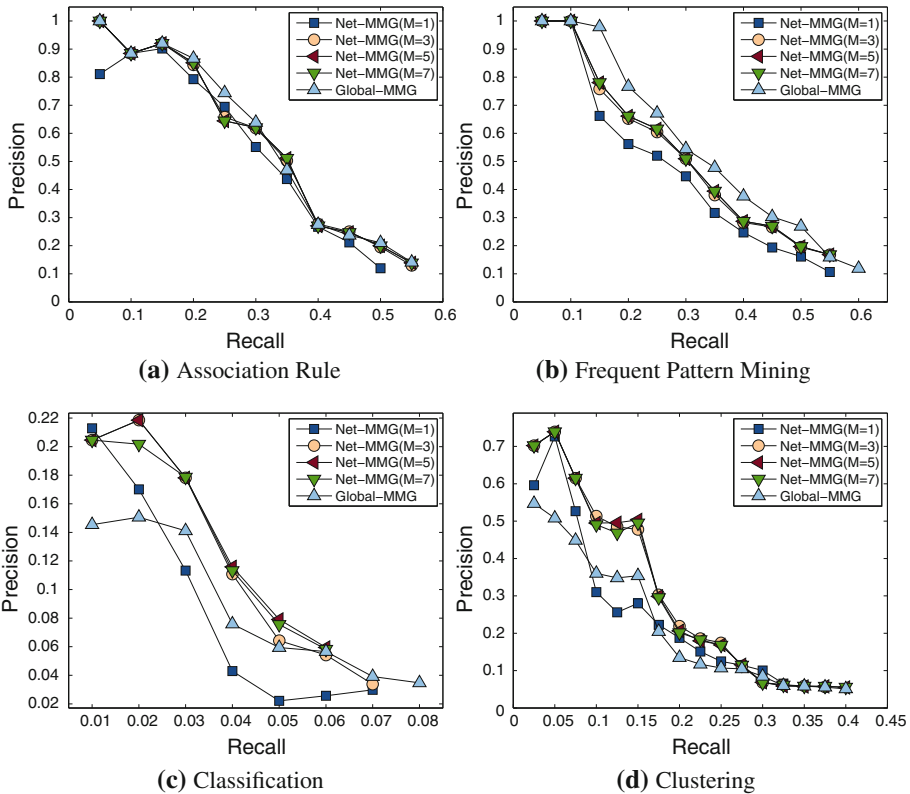 1
0.9
0.8
0.7
0.6
0.5
0.4
0.3
0.2
0.1
0
Precision
0 0.1 0.2 0.3 0.4 0.5 0.6
Recall
Net−MMG(M=1)
Net−MMG(M=3)
Net−MMG(M=5)
Net−MMG(M=7)
Global−MMG
(a) Association Rule
1
0.9
0.8
0.7
0.6
0.5
0.4
0.3
0.2
0.1
0
Precision
0 0.1 0.2 0.3 0.4 0.5 0.6
Recall
Net−MMG(M=1)
Net−MMG(M=3)
Net−MMG(M=5)
Net−MMG(M=7)
Global−MMG
(b) Frequent Pattern Mining
0.22
0.2
0.18
0.16
0.14
0.12
0.1
0.08
0.06
0.04
0.02
Precision
0.01 0.02 0.03 0.04 0.05 0.06 0.07 0.08
Recall
Net−MMG(M=1)
Net−MMG(M=3)
Net−MMG(M=5)
Net−MMG(M=7)
Global−MMG
(c) Classification
0.7
0.6
0.5
0.4
0.3
0.2
0.1
0
Precision
0 0.05 0.1 0.15 0.2 0.25 0.3 0.35 0.4 0.45
Recall
Net−MMG(M=1)
Net−MMG(M=3)
Net−MMG(M=5)
Net−MMG(M=7)
Global−MMG
(d) Clustering